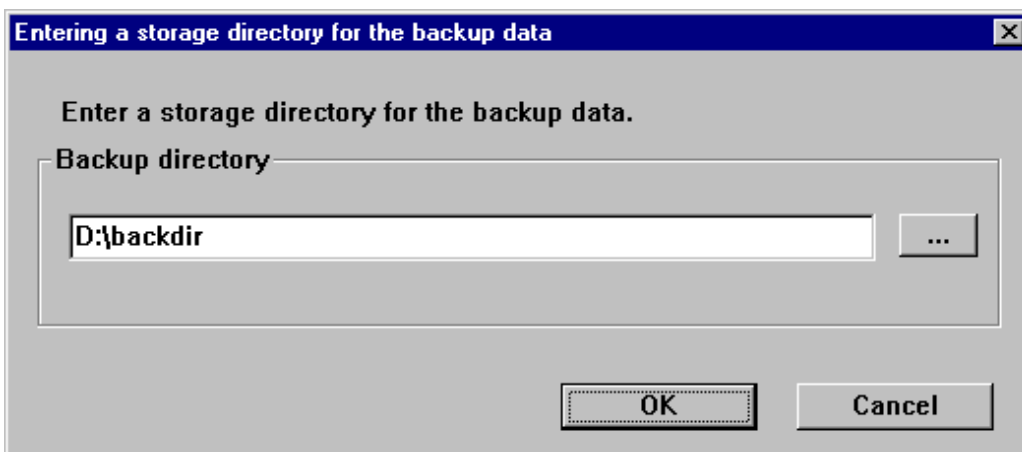 Entering a storage directory for the backup data
Enter a storage directory for the backup data.
Backup directory
D:\backdir
...
OK
Cancel